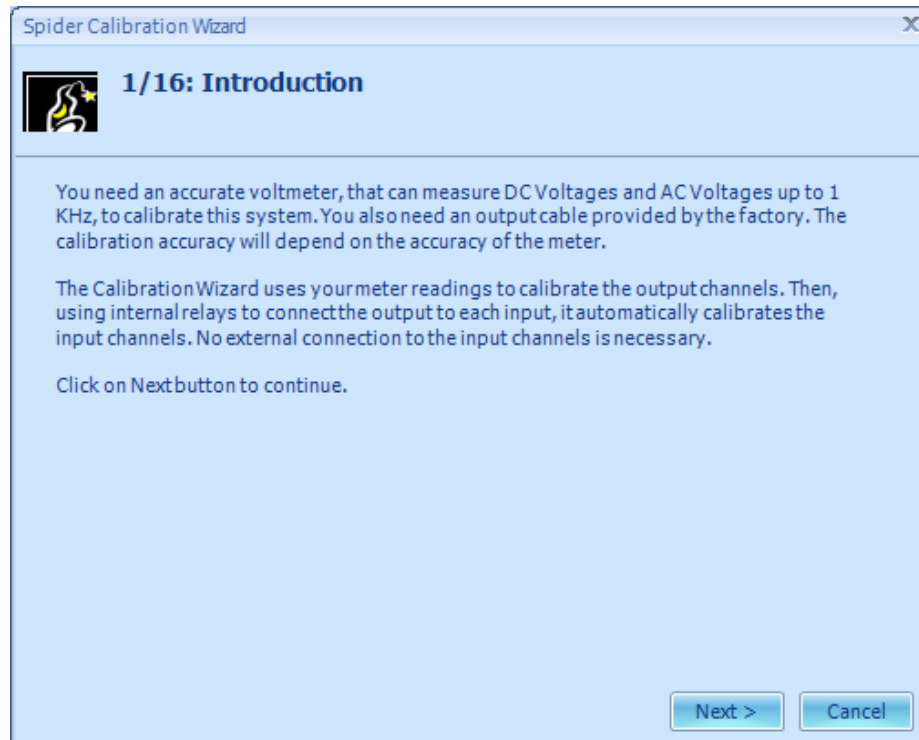 Spider Calibration Wizard
X
1/16: Introduction
You need an accurate voltmeter, that can measure DC Voltages and AC Voltages up to 1
KHz, to calibrate this system. You also need an output cable provided by the factory. The
calibration accuracy will depend on the accuracy of the meter.
The Calibration Wizard uses your meter readings to calibrate the output channels. Then,
using internal relays to connect the output to each input, it automatically calibrates the
input channels. No external connection to the input channels is necessary.
Click on Next button to continue.
Next >
Cancel